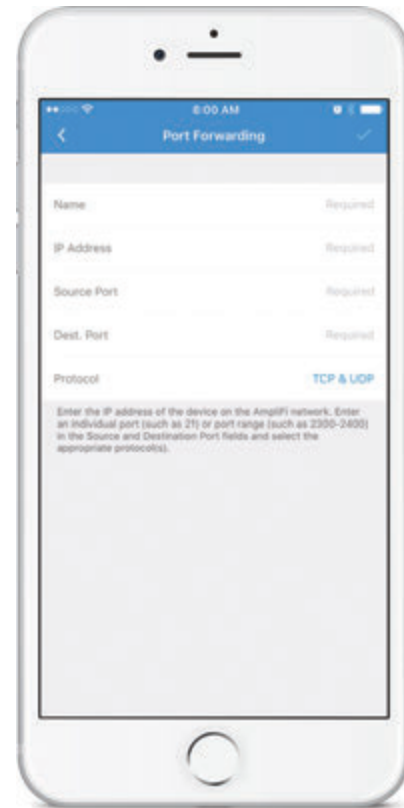 8:00 AM
Port Forwarding
Name Required
IP Address Required
Source Port Required
Dest. Port Required
Protocol TCP & UDP
Enter the IP address of the device on the AmpliFi network. Enter
an individual port (such as 21) or port range (such as 2300-2400)
in the Source and Destination Port fields and select the
appropriate protocol(s).